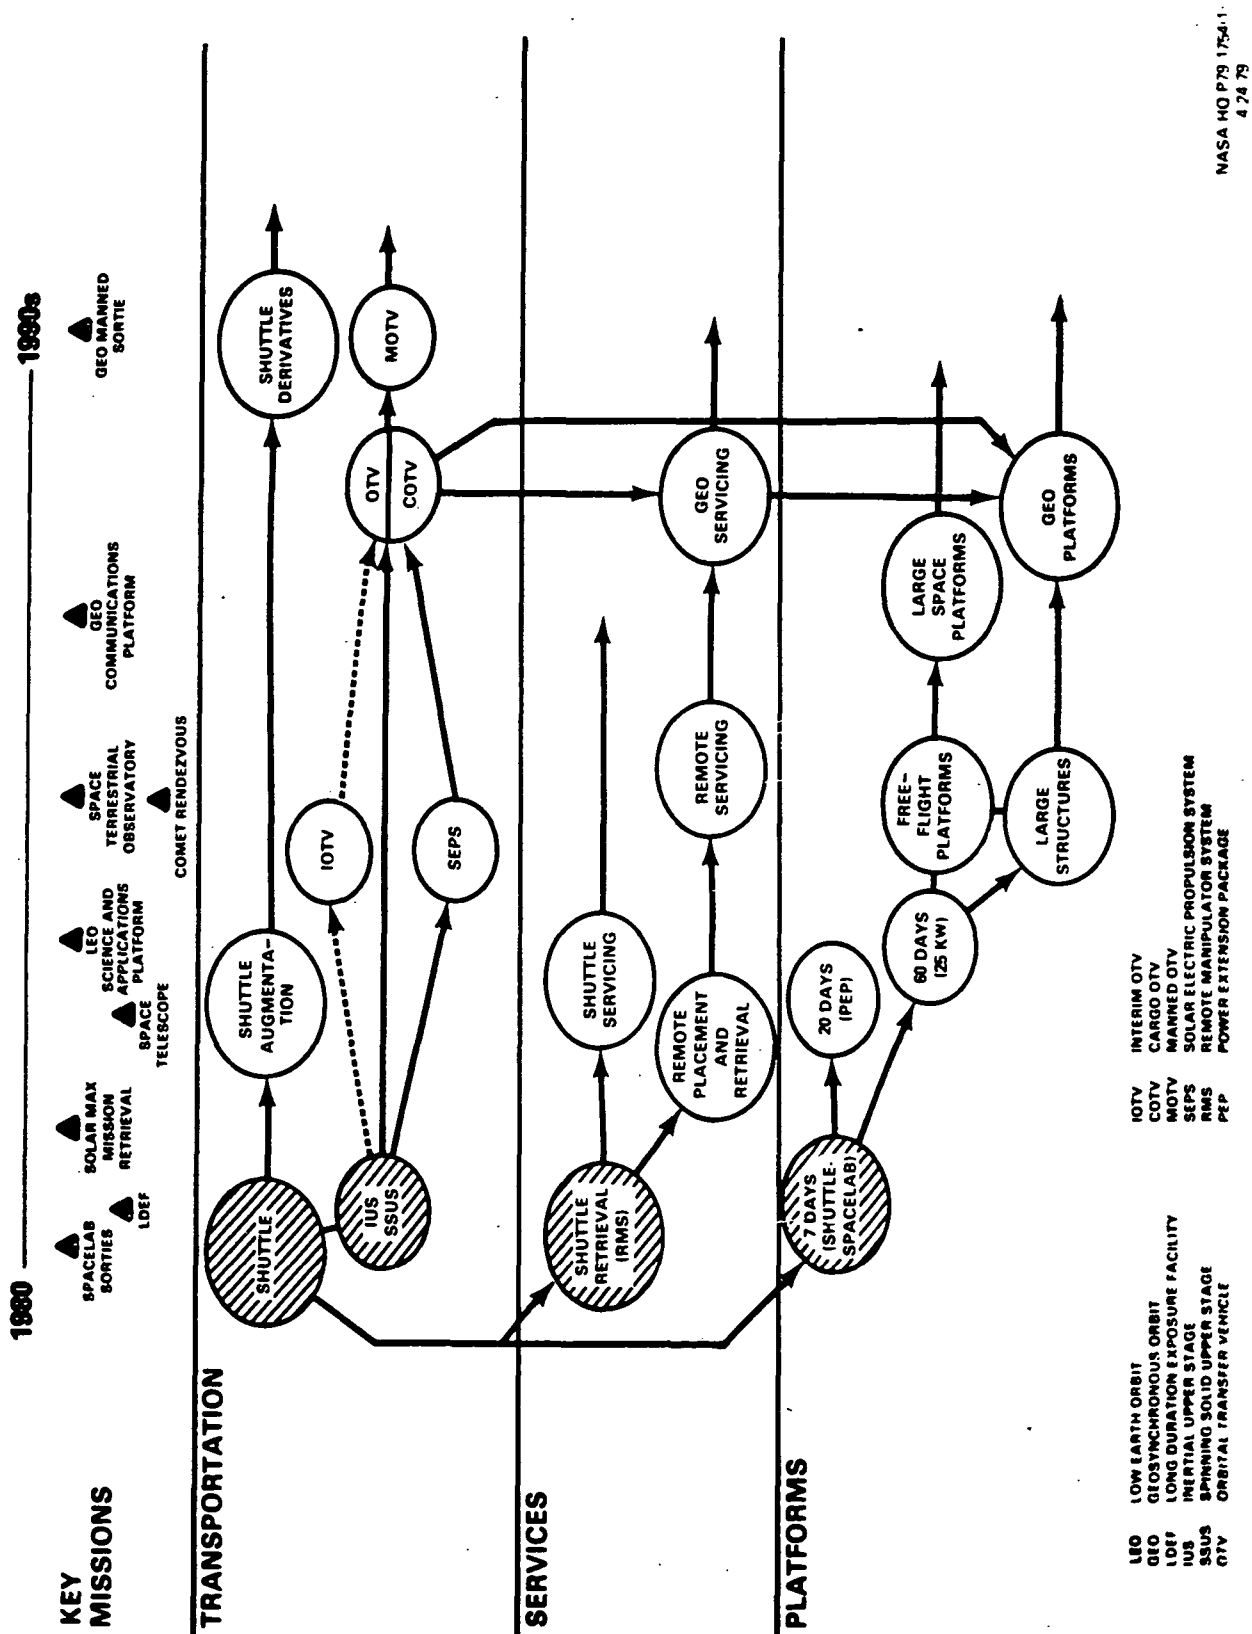 1980
1990s
KEY
MISSIONS
SPACELAB
SORTIES
LDEF
SOLAR MAX
MISSION
RETRIEVAL
SPACE
TELESCOPE
LEO
SCIENCE AND
APPLICATIONS
PLATFORM
SPACE
TERRESTRIAL
OBSERVATORY
COMET RENDEZVOUS
GEO
COMMUNICATIONS
PLATFORM
GEO MANNED
SORTIE
TRANSPORTATION
SHUTTLE
SHUTTLE
AUGMENTA-
TION
SHUTTLE
DERIVATIVES
IUS
SSUS
IOTV
SEPS
OTV
COTV
MOTV
SERVICES
SHUTTLE
RETRIEVAL
(RMS)
SHUTTLE
SERVICING
REMOTE
PLACEMENT
AND
RETRIEVAL
REMOTE
SERVICING
GEO
SERVICING
PLATFORMS
7 DAYS
(SHUTTLE-
SPACELAB)
20 DAYS
(PEP)
60 DAYS
(25 KW)
FREE-
FLIGHT
PLATFORMS
LARGE
SPACE
PLATFORMS
LARGE
STRUCTURES
GEO
PLATFORMS
LEO LOW EARTH ORBIT
GEO GEOSYNCHRONOUS ORBIT
LDEF LONG DURATION EXPOSURE FACILITY
IUS INERTIAL UPPER STAGE
SSUS SPINNING SOLID UPPER STAGE
OTV ORBITAL TRANSFER VEHICLE
IOTV INTERIM OTV
COTV CARGO OTV
MOTV MANNED OTV
SEPS SOLAR ELECTRIC PROPULSION SYSTEM
RMS REMOTE MANIPULATOR SYSTEM
PEP POWER EXTENSION PACKAGE
NASA HQ P79 1754-1
4 24 79